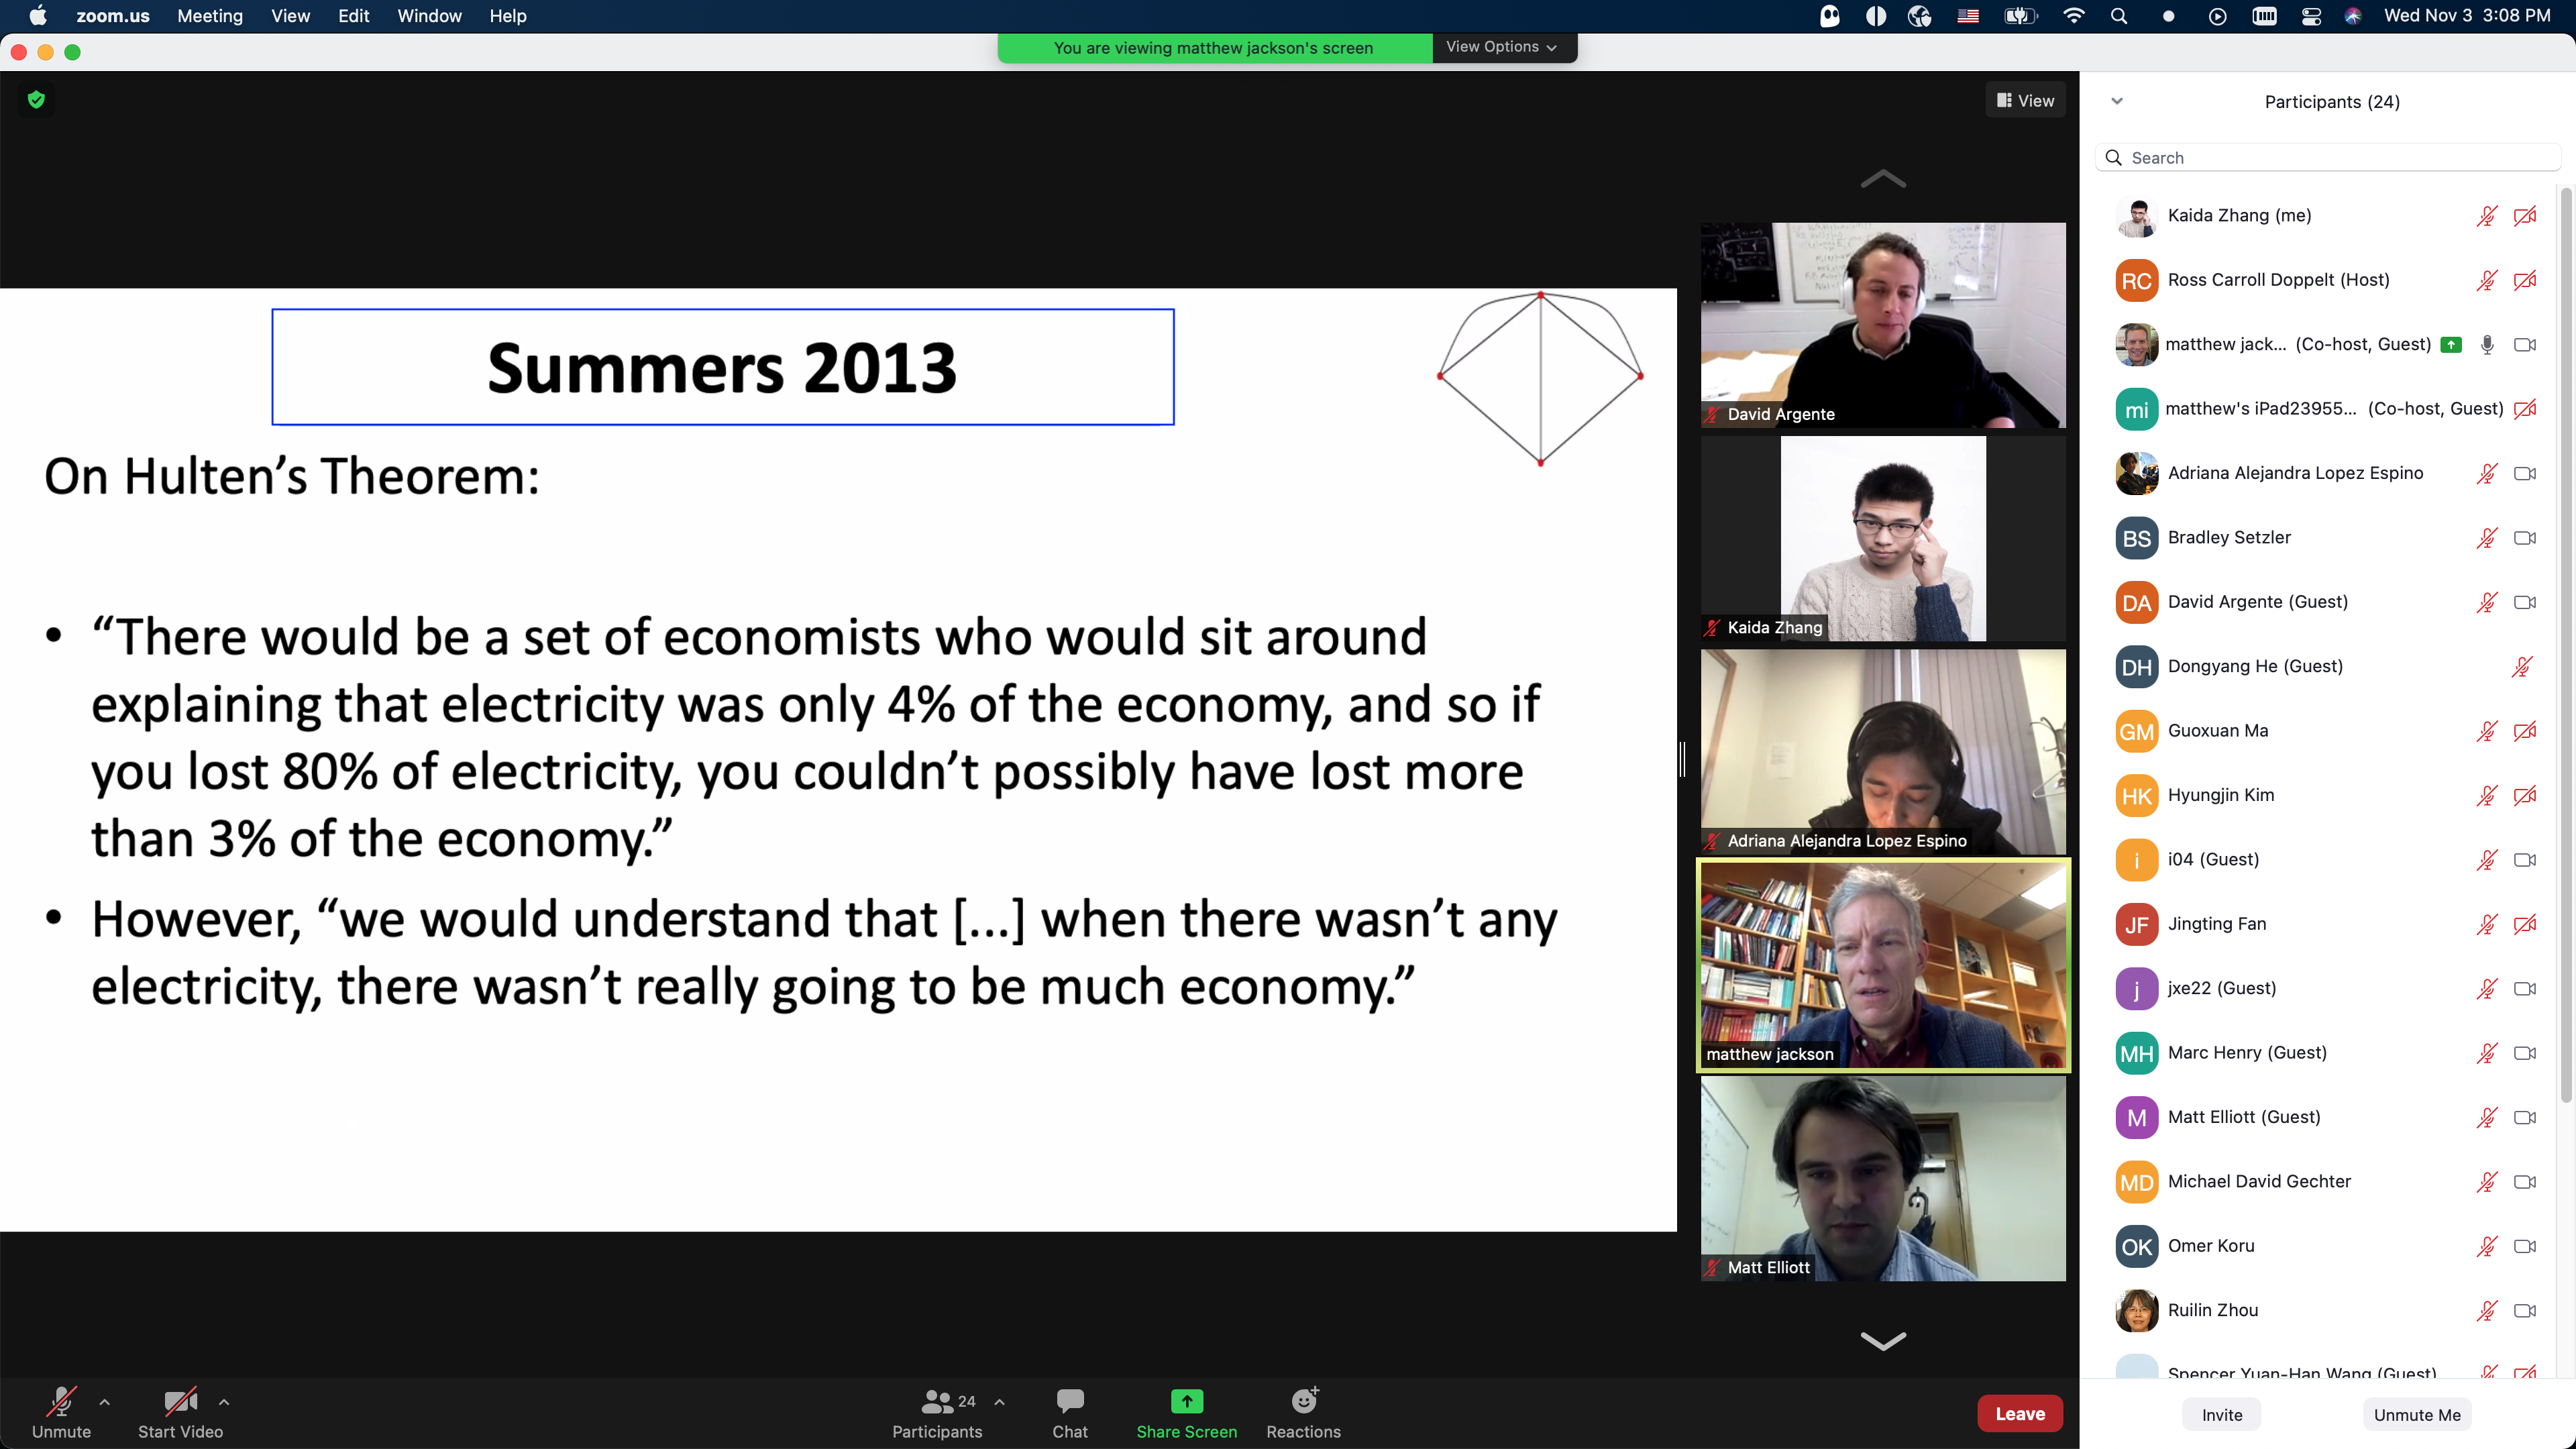 zoom.us Meeting View Edit Window Help
Wed Nov 3 3:08 PM
You are viewing matthew jackson's screen
View Options
View
Summers 2013
On Hulten’s Theorem:
• “There would be a set of economists who would sit around
explaining that electricity was only 4% of the economy, and so if
you lost 80% of electricity, you couldn’t possibly have lost more
than 3% of the economy.”
• However, “we would understand that [...] when there wasn’t any
electricity, there wasn’t really going to be much economy.”
David Argente
Kaida Zhang
Adriana Alejandra Lopez Espino
matthew jackson
Matt Elliott
Participants (24)
Search
Kaida Zhang (me)
RC Ross Carroll Doppelt (Host)
matthew jack... (Co-host, Guest)
mi matthew's iPad23955... (Co-host, Guest)
Adriana Alejandra Lopez Espino
BS Bradley Setzler
DA David Argente (Guest)
DH Dongyang He (Guest)
GM Guoxuan Ma
HK Hyungjin Kim
i i04 (Guest)
JF Jingting Fan
j jxe22 (Guest)
MH Marc Henry (Guest)
M Matt Elliott (Guest)
MD Michael David Gechter
OK Omer Koru
Ruilin Zhou
Spencer Yuan-Han Wang (Guest)
Invite
Unmute Me
Unmute
Start Video
24
Participants
Chat
Share Screen
Reactions
Leave